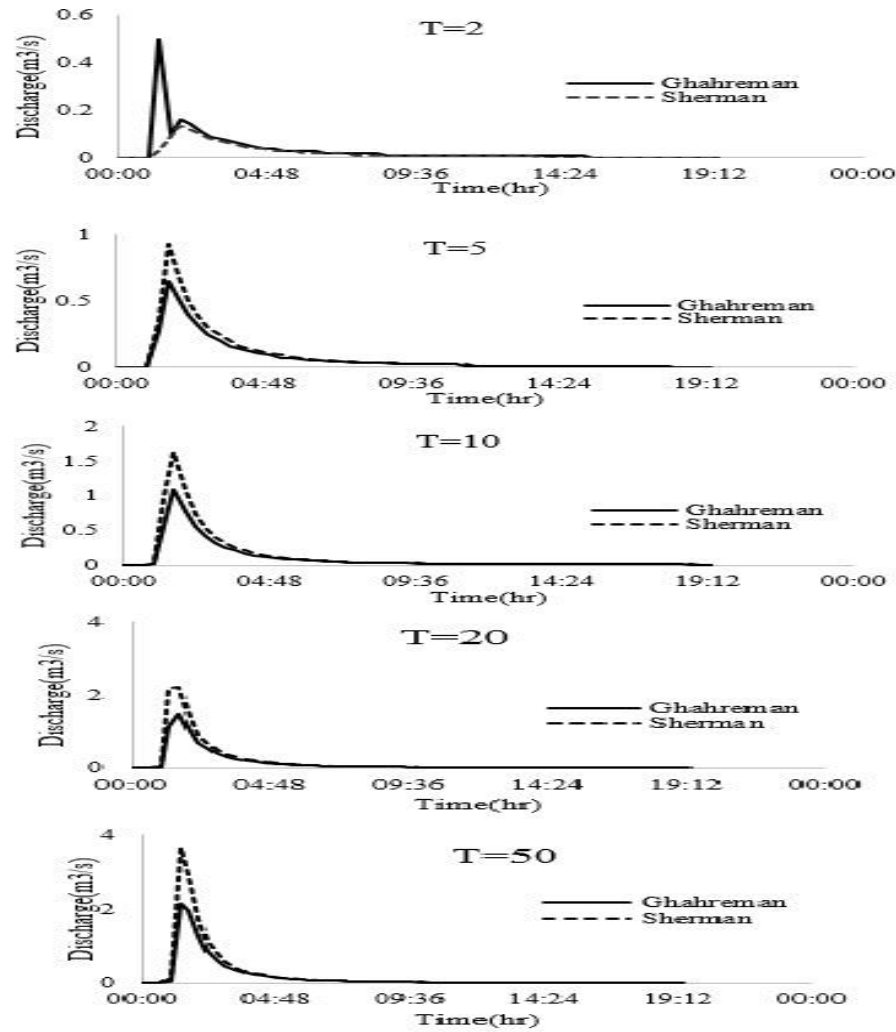 T=2
0.6
0.4
0.2
0
Discharge(m3/s)
Ghahreman
Sherman
00:00 04:48 09:36 14:24 19:12 00:00
Time(hr)
T=5
1
0.5
0
Discharge(m3/s)
Ghahreman
Sherman
00:00 04:48 09:36 14:24 19:12 00:00
Time(hr)
T=10
2
1.5
1
0.5
0
Discharge(m3/s)
Ghahreman
Sherman
00:00 04:48 09:36 14:24 19:12 00:00
Time(hr)
T=20
4
2
0
Discharge(m3/s)
Ghahreman
Sherman
00:00 04:48 09:36 14:24 19:12 00:00
Time(hr)
T=50
4
2
0
Discharge(m3/s)
Ghahreman
Sherman
00:00 04:48 09:36 14:24 19:12 00:00
Time(hr)